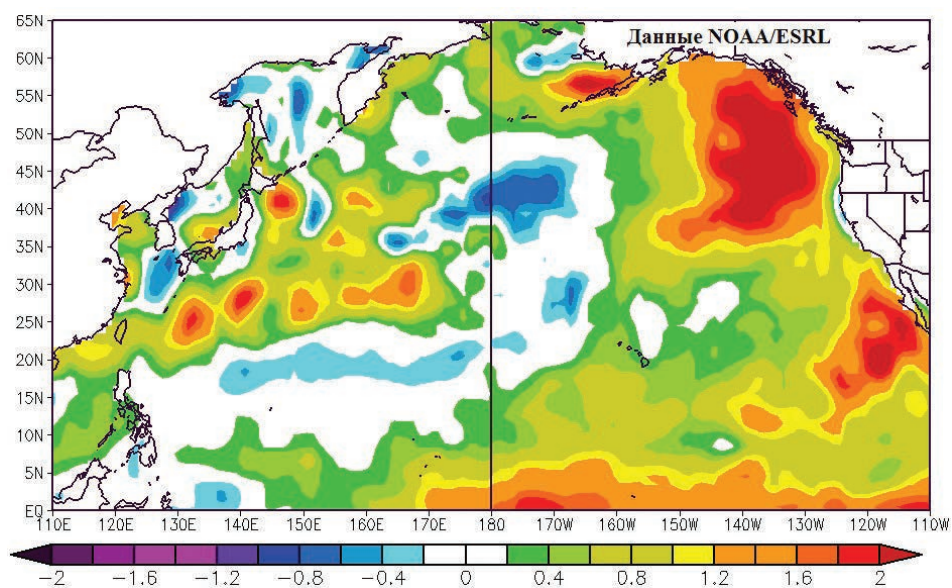 Данные NOAA/ESRL
65N
60N
55N
50N
45N
40N
35N
30N
25N
20N
15N
10N
5N
EQ
110E 120E 130E 140E 150E 160E 170E 180 170W 160W 150W 140W 130W 120W 110W
-2 -1.6 -1.2 -0.8 -0.4 0 0.4 0.8 1.2 1.6 2